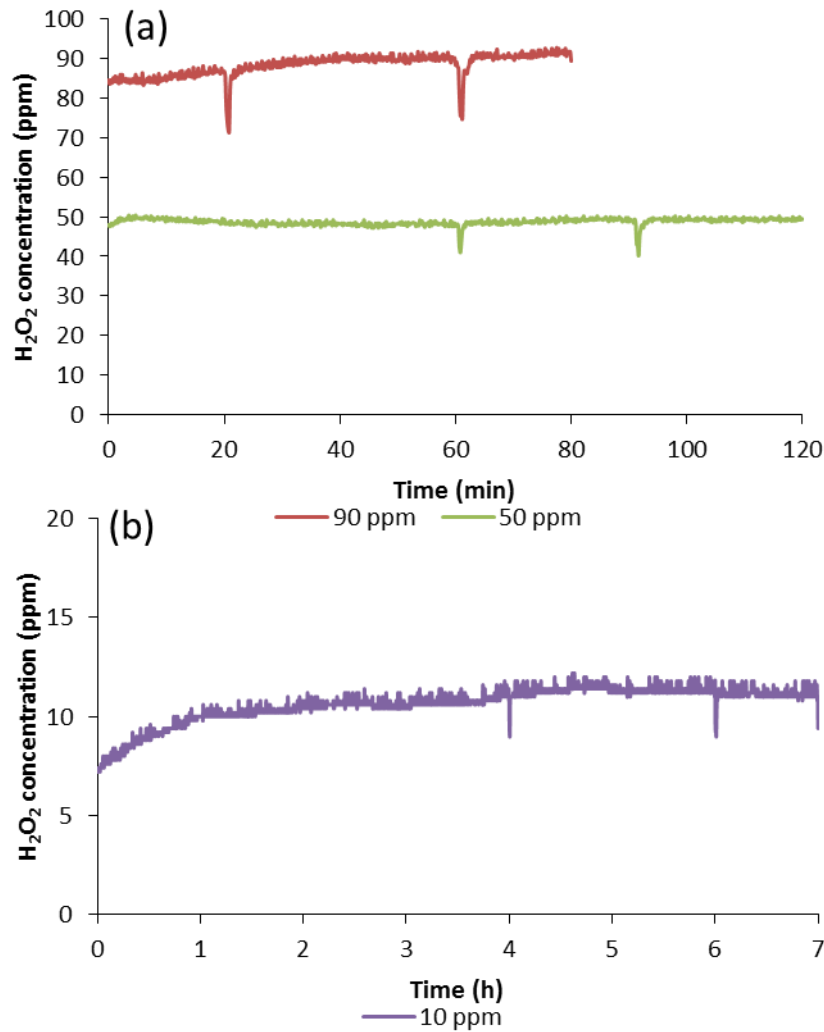 (a)
H₂O₂ concentration (ppm)
100
90
80
70
60
50
40
30
20
10
0
0 20 40 60 80 100 120
Time (min)
90 ppm 50 ppm
(b)
H₂O₂ concentration (ppm)
20
15
10
5
0
0 1 2 3 4 5 6 7
Time (h)
10 ppm